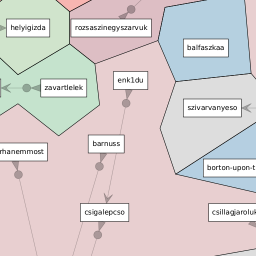 helyigizda
rozsaszinegyszarvuk
balfaszkaa
zavartlelek
enk1du
szivarvanyeso
barnuss
rhanemmost
borton-upon-t
csigalepcso
csillagjaroluk